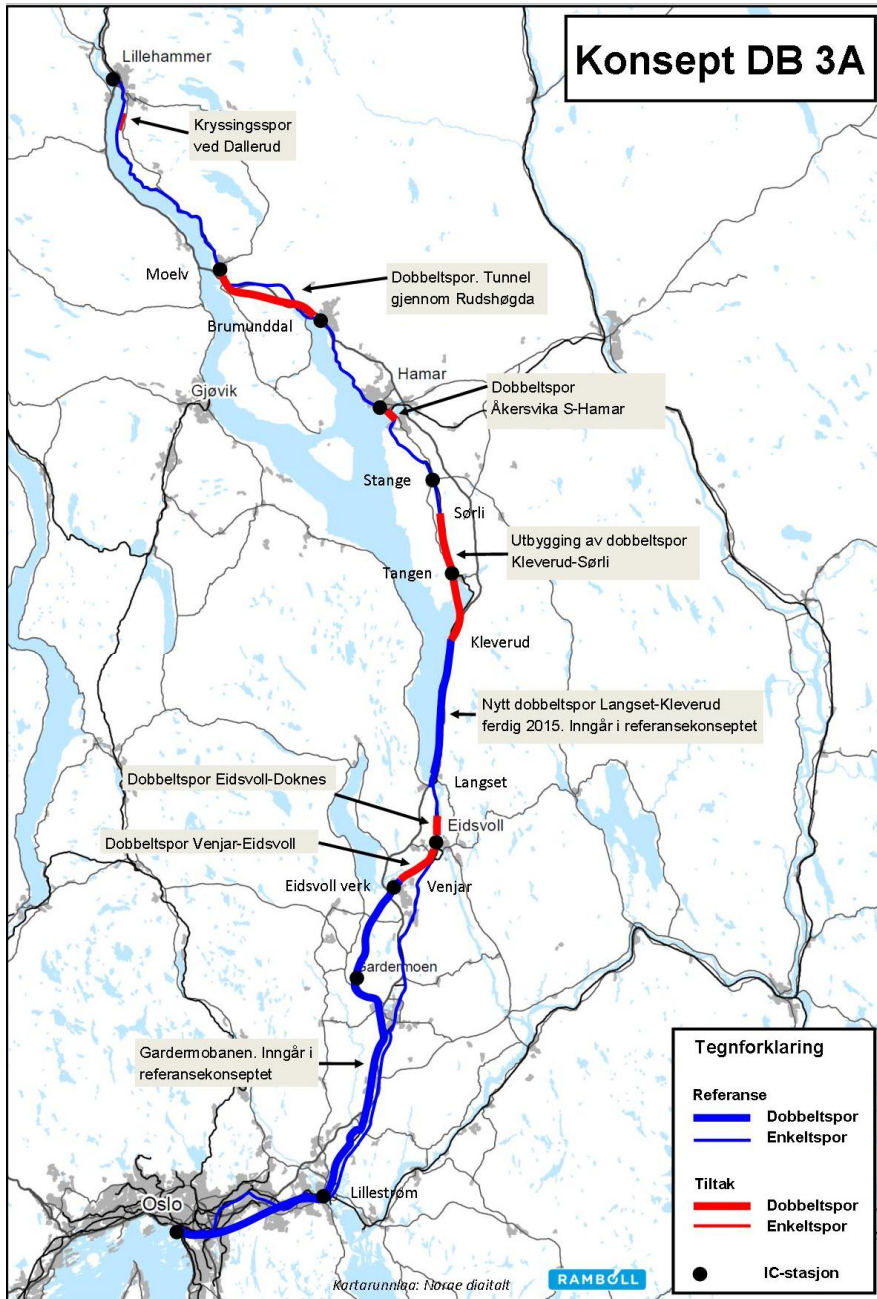 Konsept DB 3A
Lillehammer
Kryssingsspor
ved Dallerud
Moelv
Dobbeltspor. Tunnel
gjennom Rudshøgda
Brumunddal
Hamar
Gjøvik
Dobbeltspor
Åkersvika S-Hamar
Stange
Sørli
Utbygging av dobbeltspor
Kleverud-Sørli
Tangen
Kleverud
Nytt dobbeltspor Langset-Kleverud
ferdig 2015. Inngår i referansekonseptet
Dobbeltspor Eidsvoll-Doknes
Langset
Eidsvoll
Dobbeltspor Venjar-Eidsvoll
Eidsvoll verk
Venjar
Gardermoen
Gardermobanen. Inngår i
referansekonseptet
Lillestrøm
Oslo
Tegnforklaring
Referanse
Dobbeltspor
Enkeltspor
Tiltak
Dobbeltspor
Enkeltspor
IC-stasjon
Kartgrunnlag: Norge digitalt
RAMBOLL